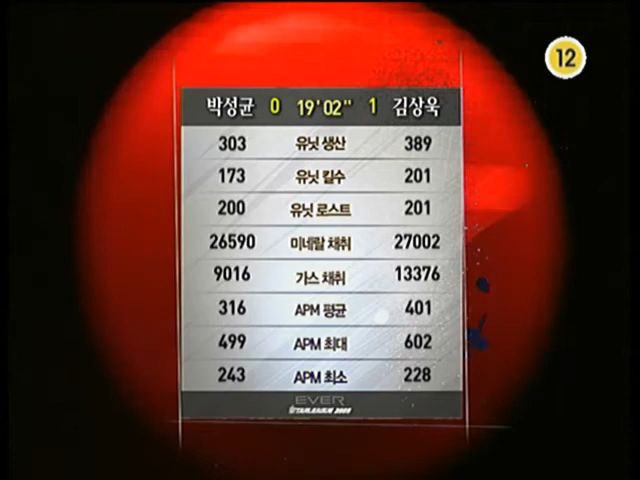 12
박성균 0 19'02" 1 김상욱
303 유닛 생산 389
173 유닛 킬수 201
200 유닛 로스트 201
26590 미네랄 채취 27002
9016 가스 채취 13376
316 APM 평균 401
499 APM 최대 602
243 APM 최소 228
EVER
STARLEAGUE 2008